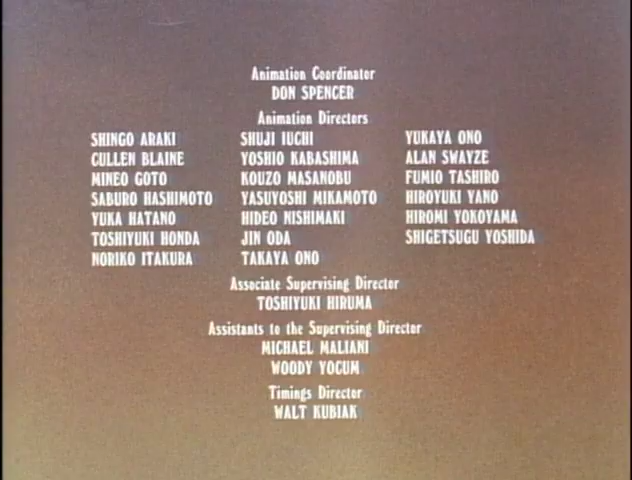 Animation Coordinator
DON SPENCER
Animation Directors
SHINGO ARAKI SHUJI IUCHI YUKAYA ONO
CULLEN BLAINE YOSHIO KABASHIMA ALAN SWAYZE
MINEO GOTO KOUZO MASANOBU FUMIO TASHIRO
SABURO HASHIMOTO YASUYOSHI MIKAMOTO HIROYUKI YANO
YUKA HATANO HIDEO NISHIMAKI HIROMI YOKOYAMA
TOSHIYUKI HONDA JIN ODA SHIGETSUGU YOSHIDA
NORIKO ITAKURA TAKAYA ONO
Associate Supervising Director
TOSHIYUKI HIRUMA
Assistants to the Supervising Director
MICHAEL MALIANI
WOODY YOCUM
Timings Director
WALT KUBIAK